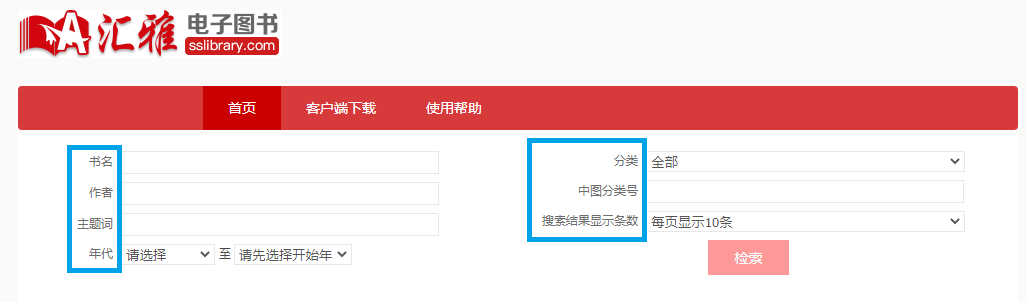 汇雅 电子图书
sslibrary.com
首页 客户端下载 使用帮助
书名
作者
主题词
年代 请选择 至 请先选择开始年
分类 全部
中图分类号
搜索结果显示条数 每页显示10条
检索